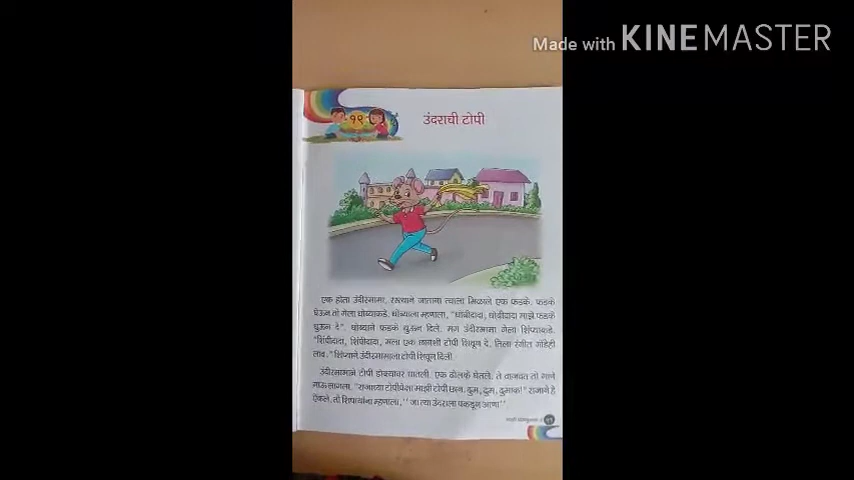 Made with KINEMASTER
१९
उंदराची टोपी
एक होता उंदीरमामा. रस्त्याने जाताना त्याला मिळाले एक फडके. फडके
घेऊन तो गेला धोब्याकडे. धोब्याला म्हणाला, "धोबीदादा, धोबीदादा माझे फडके
धुऊन दे". धोब्याने फडके धुऊन दिले. मग उंदीरमामा गेला शिंप्याकडे.
"शिंपीदादा, शिंपीदादा, मला एक छानशी टोपी शिवून दे. तिला रंगीत गोंडेही
लाव." शिंप्याने उंदीरमामाला टोपी शिवून दिली.
उंदीरमामाने टोपी डोक्यावर घातली. एक ढोलके घेतले. ते वाजवत तो गाणे
गाऊ लागला. "राजाच्या टोपीपेक्षा माझी टोपी छान. ढुम, ढुम, ढुमाक!" राजाने हे
ऐकले. तो शिपायांना म्हणाला, "जा त्या उंदराला पकडून आणा"